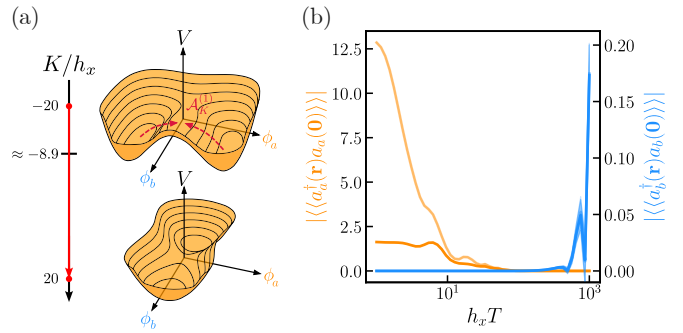 (a)
K/h_x
−20
≈ −8.9
20
V
𝒜_K^(1)
ϕ_a
ϕ_b
V
ϕ_a
ϕ_b
(b)
|⟨⟨a_a^†(𝐫)a_a(𝟎)⟩⟩|
12.5
10.0
7.5
5.0
2.5
0.0
10^1
10^3
h_xT
0.20
0.15
0.10
0.05
0.00
|⟨⟨a_b^†(𝐫)a_b(𝟎)⟩⟩|